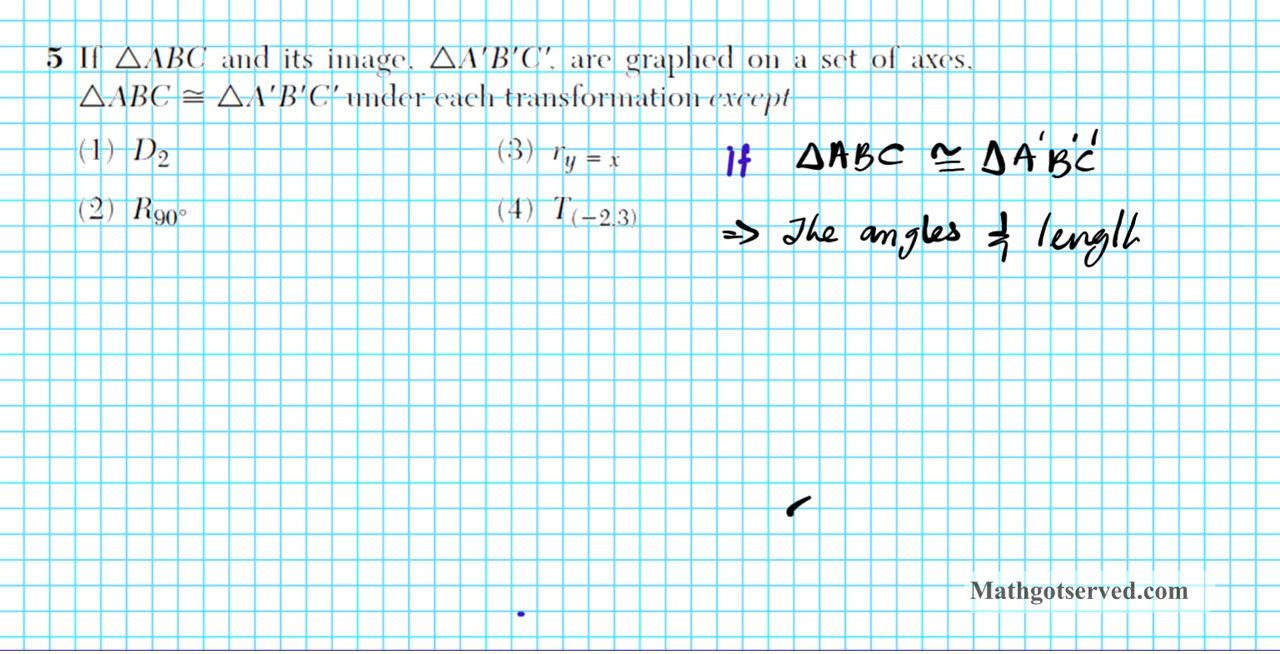 5 If △ABC and its image, △A′B′C′, are graphed on a set of axes,
△ABC ≅ △A′B′C′ under each transformation except
(1) D₂
(3) r y = x
(2) R₉₀°
(4) T(−2,3)
If △ABC ≅ △A′B′C′
⇒ The angles & length
Mathgotserved.com